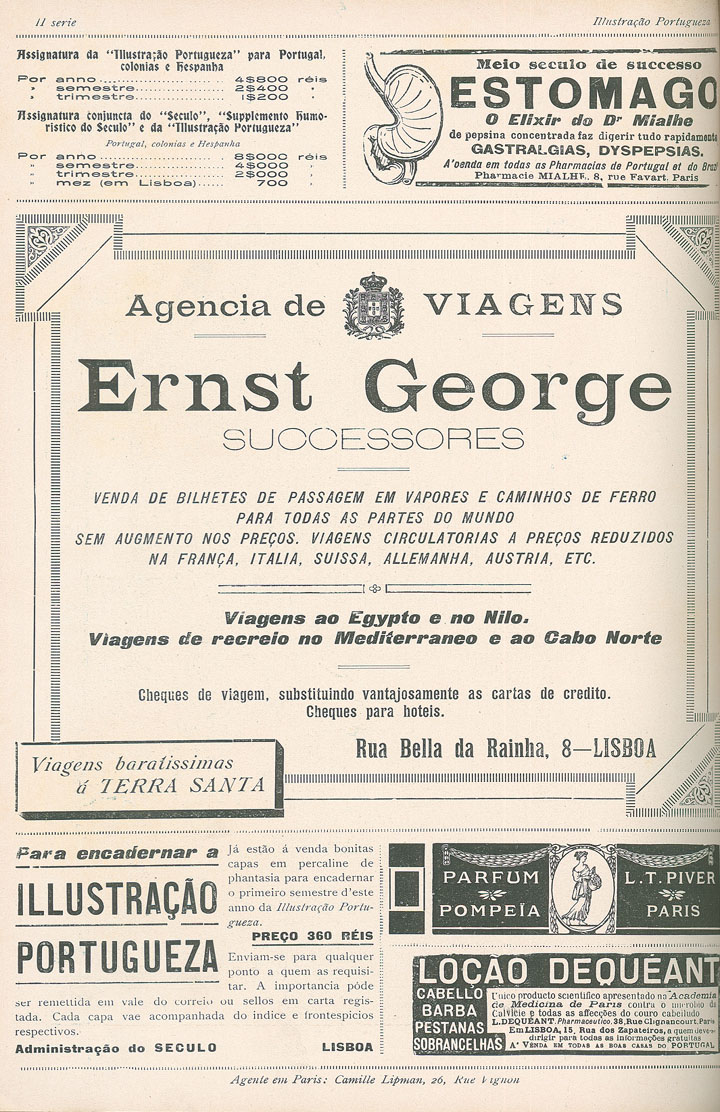 II serie
Illustração Portugueza
Assignatura da "Illustração Portugueza" para Portugal,
colonias e Hespanha
Por anno.................. 4$800 réis
» semestre............. 2$400 »
» trimestre............ 1$200 »
Assignatura conjuncta do "Seculo", "Supplemento Humo-
ristico do Seculo" e da "Illustração Portugueza"
Portugal, colonias e Hespanha
Por anno.................. 8$000 réis
» semestre............. 4$000 »
» trimestre............ 2$000 »
» mez (em Lisboa)...... 700 »
Meio seculo de successo
ESTOMAGO
O Elixir do Dr Mialhe
de pepsina concentrada faz digerir tudo rapidamente
GASTRALGIAS, DYSPEPSIAS.
A' venda em todas as Pharmacias de Portugal et do Brazil
Pharmacie MIALHE, 8, rue Favart, Paris
Agencia de VIAGENS
Ernst George
SUCCESSORES
VENDA DE BILHETES DE PASSAGEM EM VAPORES E CAMINHOS DE FERRO
PARA TODAS AS PARTES DO MUNDO
SEM AUGMENTO NOS PREÇOS. VIAGENS CIRCULATORIAS A PREÇOS REDUZIDOS
NA FRANÇA, ITALIA, SUISSA, ALLEMANHA, AUSTRIA, ETC.
Viagens ao Egypto e no Nilo.
Viagens de recreio no Mediterraneo e ao Cabo Norte
Cheques de viagem, substituindo vantajosamente as cartas de credito.
Cheques para hoteis.
Rua Bella da Rainha, 8—LISBOA
Viagens baratissimas
á TERRA SANTA
Para encadernar a
ILLUSTRAÇÃO
PORTUGUEZA
Já estão á venda bonitas
capas em percaline de
phantasia para encadernar
o primeiro semestre d'este
anno da Illustração Portu-
gueza.
PREÇO 360 RÉIS
Enviam-se para qualquer
ponto a quem as requisi-
tar. A importancia póde
ser remettida em vale do correio ou sellos em carta regis-
tada. Cada capa vae acompanhada do indice e frontespicios
respectivos.
Administração do SECULO LISBOA
PARFUM
POMPEÏA
L.T. PIVER
PARIS
LOÇÃO DEQUÉANT
CABELLO
BARBA
PESTANAS
SOBRANCELHAS
Unico producto scientifico apresentado na Academia
de Medicina de Paris contra o microbio da
Calvicie e todas as affecções do couro cabelludo
L. DEQUÉANT, Pharmaceutico, 38, Rue Clignancourt, Paris
Em LISBOA, 15, Rua dos Zapateiros, a quem deve-se
dirigir para todas as informações gratuitas
A' VENDA EM TODAS AS BOAS CASAS DO PORTUGAL
Agente em Paris: Camille Lipman, 26, Rue Vignon